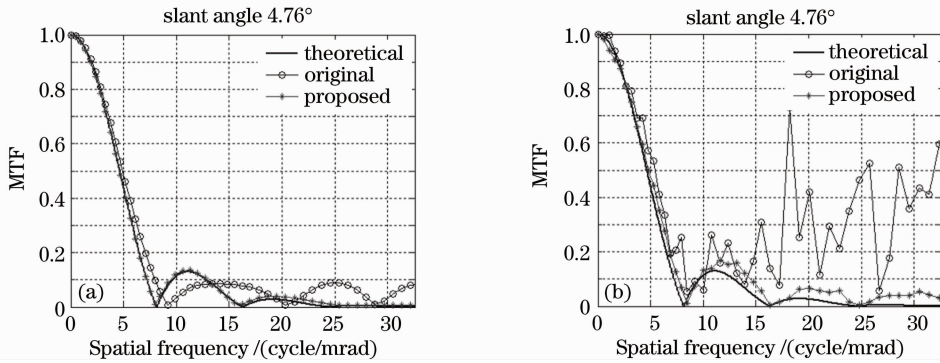 slant angle 4.76°
1.0
0.8
0.6
0.4
0.2
0
MTF
theoretical
original
proposed
(a)
0 5 10 15 20 25 30
Spatial frequency /(cycle/mrad)
slant angle 4.76°
1.0
0.8
0.6
0.4
0.2
0
MTF
theoretical
original
proposed
(b)
0 5 10 15 20 25 30
Spatial frequency /(cycle/mrad)